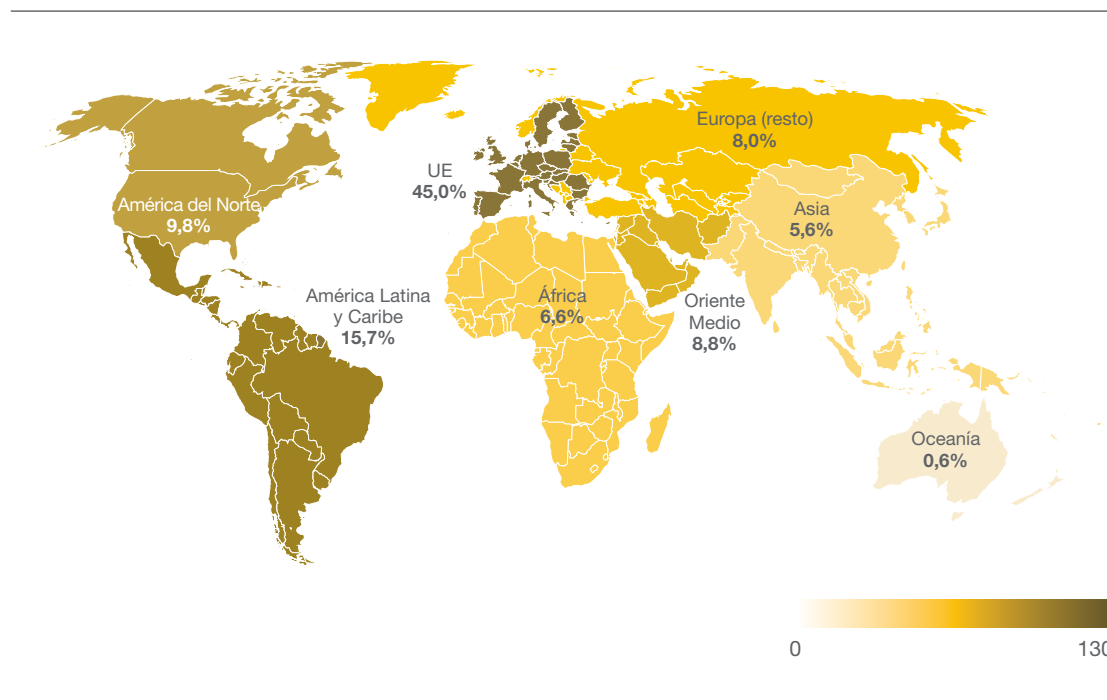 Europa (resto)
8,0%
UE
45,0%
América del Norte
9,8%
Asia
5,6%
América Latina
y Caribe
15,7%
África
6,6%
Oriente
Medio
8,8%
Oceanía
0,6%
0
130